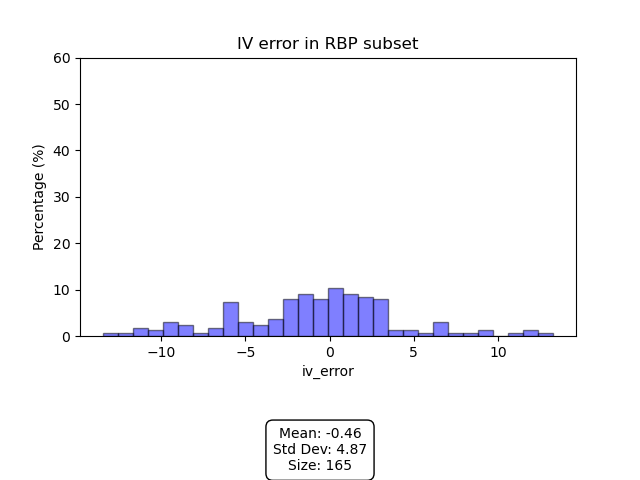 IV error in RBP subset
60
50
40
30
20
10
0
Percentage (%)
−10
−5
0
5
10
iv_error
Mean: -0.46
Std Dev: 4.87
Size: 165